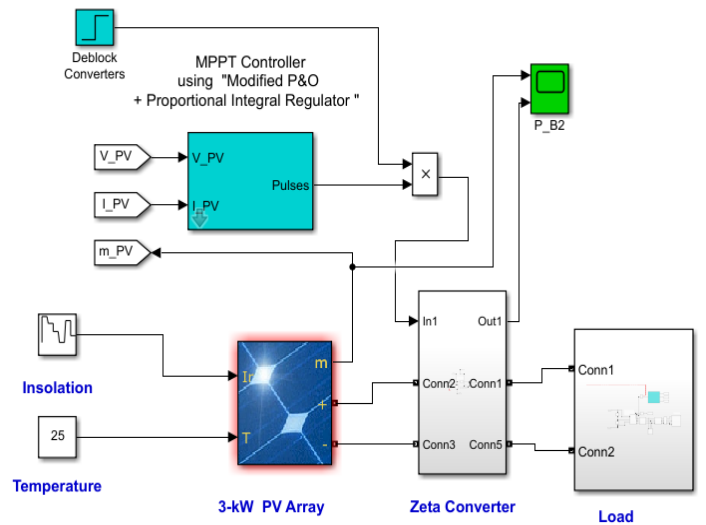 Deblock
Converters
MPPT Controller
using "Modified P&O
+ Proportional Integral Regulator "
P_B2
V_PV
V_PV
Pulses
×
I_PV
I_PV
m_PV
In1
Out1
Insolation
Ir
m
Conn2
Conn1
Conn1
+
25
T
-
Conn3
Conn5
Conn2
Temperature
3-kW PV Array
Zeta Converter
Load